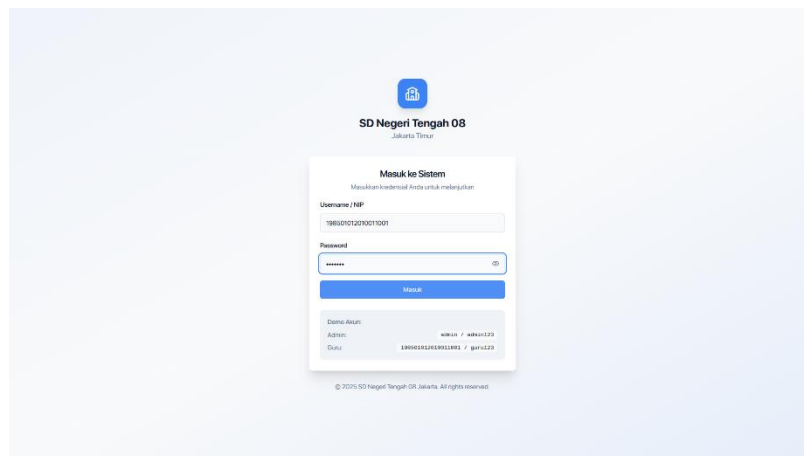 SD Negeri Tengah 08
Jakarta Timur
Masuk ke Sistem
Masukkan kredensial Anda untuk melanjutkan
Username / NIP
198501012010011001
Password
•••••••
Masuk
Demo Akun:
Admin: admin / admin123
Guru: 198501012010011001 / guru123
© 2025 SD Negeri Tengah 08 Jakarta. All rights reserved.